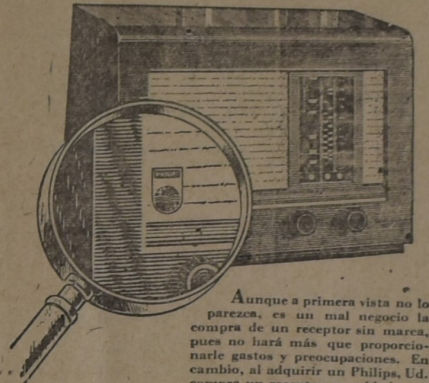 PHILIPS
Aunque a primera vista no lo
parezca, es un mal negocio la
compra de un receptor sin marca,
pues no hará más que proporcio-
narle gastos y preocupaciones. En
cambio, al adquirir un Philips, Ud.